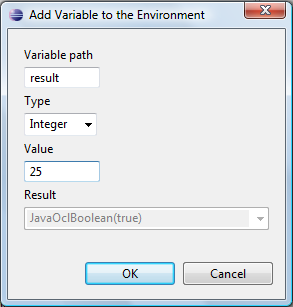 Add Variable to the Environment
Variable path
result
Type
Integer
Value
25
Result
JavaOclBoolean(true)
OK
Cancel